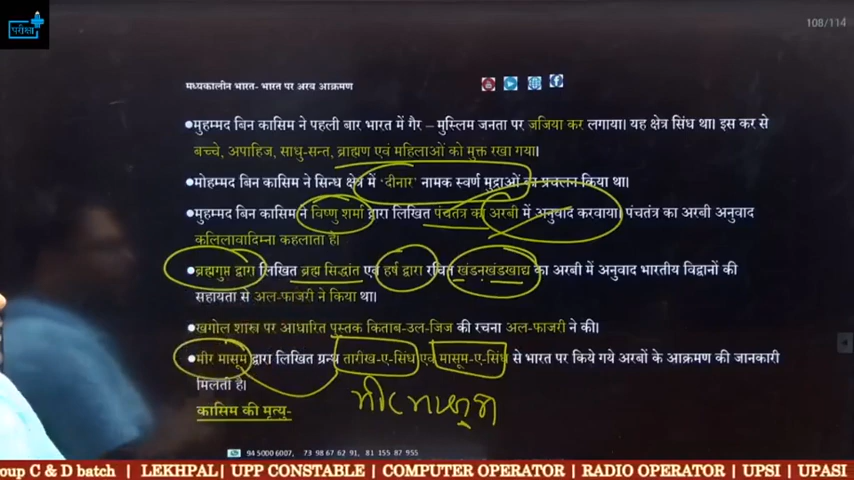 परीक्षा
108/114
मध्यकालीन भारत- भारत पर अरव आक्रमण
●मुहम्मद बिन कासिम ने पहली बार भारत में गैर – मुस्लिम जनता पर जजिया कर लगाया। यह क्षेत्र सिंध था। इस कर से
बच्चे, अपाहिज, साधु-सन्त, ब्राह्मण एवं महिलाओं को मुक्त रखा गया।
●मोहम्मद बिन कासिम ने सिन्ध क्षेत्र में 'दीनार' नामक स्वर्ण मुद्राओं का प्रचलन किया था।
●मुहम्मद बिन कासिम ने विष्णु शर्मा द्वारा लिखित पंचतंत्र का अरबी में अनुवाद करवाया। पंचतंत्र का अरबी अनुवाद
कलिलावादिम्ना कहलाता है।
●ब्रह्मगुप्त द्वारा लिखित ब्रह्म सिद्धांत एवं हर्ष द्वारा रचित खंडनखंडखाद्य का अरबी में अनुवाद भारतीय विद्वानों की
सहायता से अल-फाजरी ने किया था।
●खगोल शास्त्र पर आधारित पुस्तक किताब-उल-जिज की रचना अल-फाजरी ने की।
●मीर मासूम द्वारा लिखित ग्रन्थ तारीख-ए-सिंध एवं मासूम-ए-सिंध से भारत पर किये गये अरबों के आक्रमण की जानकारी
मिलती है।
कासिम की मृत्यु-
मीर मासूम
94 5000 6007, 73 98 67 62 91, 81 155 87 955
oup C & D batch | LEKHPAL| UPP CONSTABLE | COMPUTER OPERATOR | RADIO OPERATOR | UPSI | UPASI